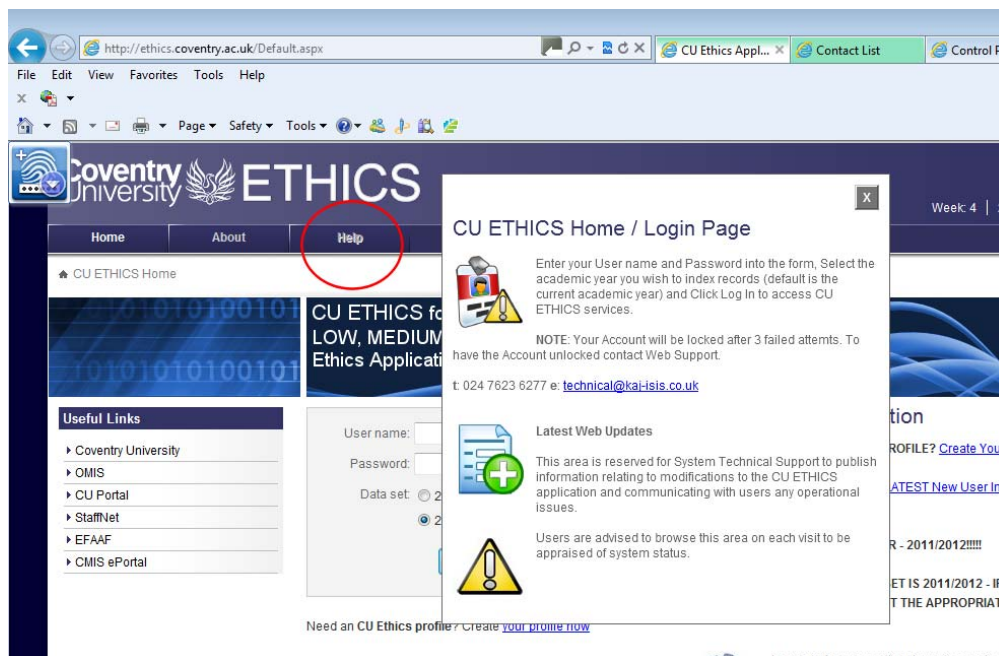 http://ethics.coventry.ac.uk/Default.aspx
CU Ethics Appl...
Contact List
Control
File Edit View Favorites Tools Help
Page Safety Tools
Coventry University ETHICS
Week: 4 |
Home About Help
CU ETHICS Home
CU ETHICS
LOW, MEDIUM
Ethics Applicati
CU ETHICS Home / Login Page
X
Enter your User name and Password into the form, Select the
academic year you wish to index records (default is the
current academic year) and Click Log In to access CU
ETHICS services.
NOTE: Your Account will be locked after 3 failed attemts. To
have the Account unlocked contact Web Support.
t: 024 7623 6277 e: technical@kaj-isis.co.uk
Latest Web Updates
This area is reserved for System Technical Support to publish
information relating to modifications to the CU ETHICS
application and communicating with users any operational
issues.
Users are advised to browse this area on each visit to be
appraised of system status.
Useful Links
Coventry University
OMIS
CU Portal
StaffNet
EFAAF
CMIS ePortal
User name:
Password:
Data set: 2
2
Need an CU Ethics profile? Create your profile now
tion
ROFILE? Create You
ATEST New User In
R - 2011/2012!!!!!
ET IS 2011/2012 - I
T THE APPROPRIAT